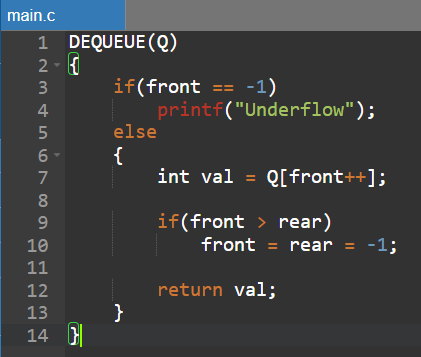 main.c
1 DEQUEUE(Q)
2 {
3 if(front == -1)
4 printf("Underflow");
5 else
6 {
7 int val = Q[front++];
8
9 if(front > rear)
10 front = rear = -1;
11
12 return val;
13 }
14 }